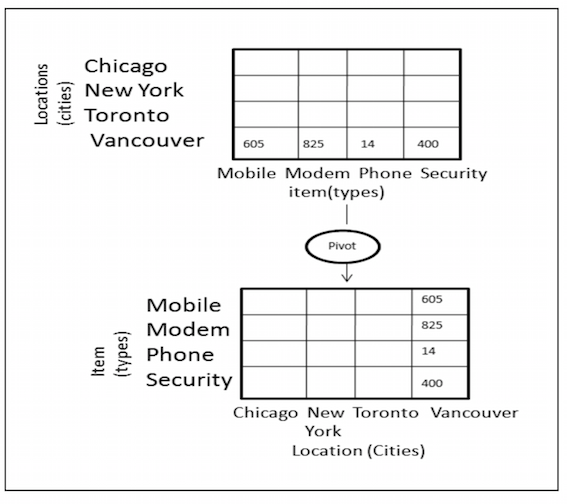 Locations
(cities)
Chicago
New York
Toronto
Vancouver
605 825 14 400
Mobile Modem Phone Security
item(types)
Pivot
Item
(types)
Mobile
Modem
Phone
Security
605
825
14
400
Chicago New Toronto Vancouver
York
Location (Cities)